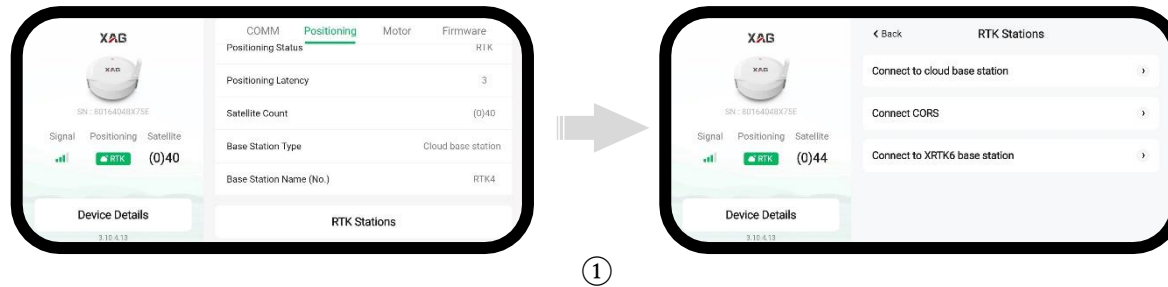 XAG
XAG
SN : 80164048X75E
Signal Positioning Satellite
RTK (0)40
Device Details
3.10.4.13
COMM Positioning Motor Firmware
Positioning Status RTK
Positioning Latency 3
Satellite Count (0)40
Base Station Type Cloud base station
Base Station Name (No.) RTK4
RTK Stations
XAG
XAG
SN : 80164048X75E
Signal Positioning Satellite
RTK (0)44
Device Details
3.10.4.13
Back RTK Stations
Connect to cloud base station
Connect CORS
Connect to XRTK6 base station
①